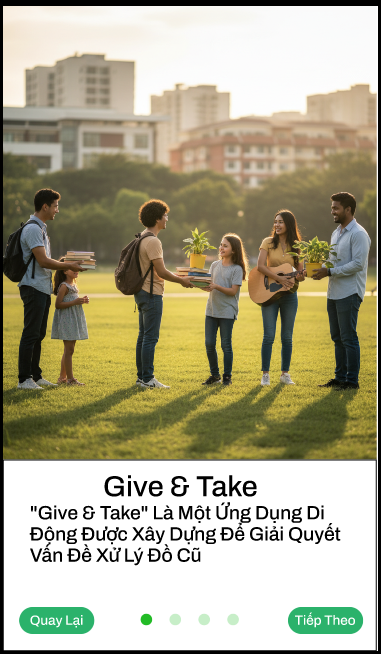 Give & Take
"Give & Take" Là Một Ứng Dụng Di
Động Được Xây Dựng Để Giải Quyết
Vấn Đề Xử Lý Đồ Cũ
Quay Lại
Tiếp Theo